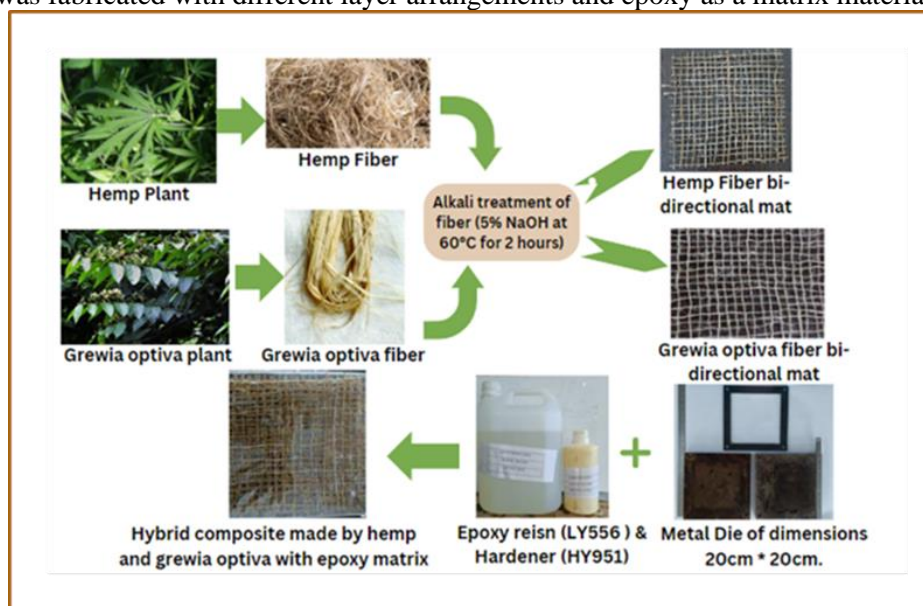 was fabricated with different layer arrangements and epoxy as a matrix materia
Hemp Plant
Hemp Fiber
Alkali treatment of
fiber (5% NaOH at
60°C for 2 hours)
Hemp Fiber bi-
directional mat
Grewia optiva plant
Grewia optiva fiber
Grewia optiva fiber bi-
directional mat
Hybrid composite made by hemp
and grewia optiva with epoxy matrix
Epoxy reisn (LY556 ) &
Hardener (HY951)
Metal Die of dimensions
20cm * 20cm.